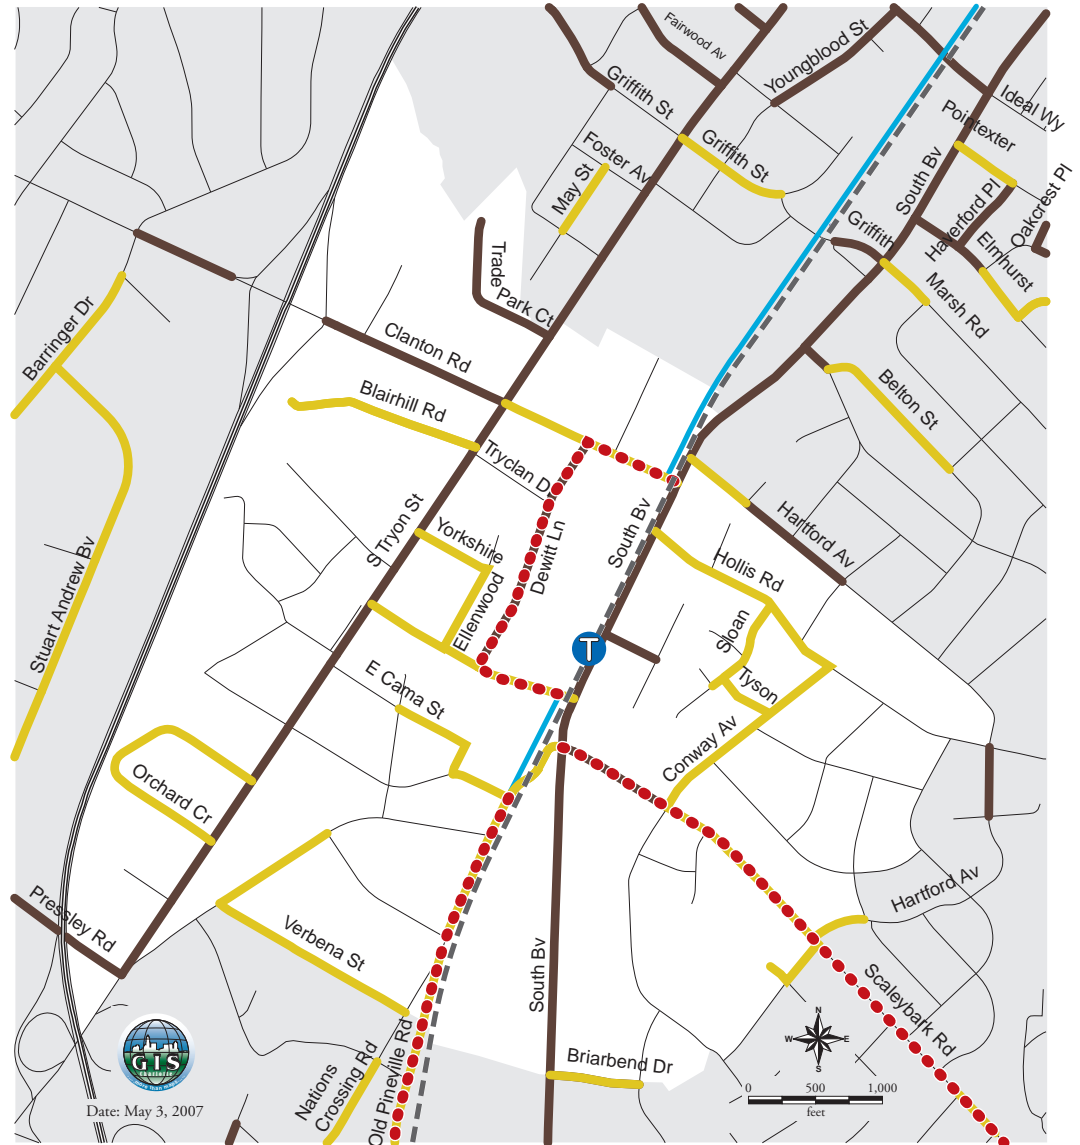 Fairwood Av
Youngblood St
Griffith St
Ideal Wy
Pointexter
Griffith St
Foster Av
South Bv
May St
Haverford Pl
Oakcrest Pl
Griffith
Elmhurst
Trade
Park Ct
Marsh Rd
Barringer Dr
Clanton Rd
Blairhill Rd
Belton St
Tryclan D
S Tryon St
Yorkshire
Dewitt Ln
South Bv
Hartford Av
Hollis Rd
Stuart Andrew Bv
Ellenwood
Sloan
T
E Cama St
Tyson
Conway Av
Orchard Cr
Pressley Rd
Hartford Av
Verbena St
South Bv
Scaleybark Rd
Old Pineville Rd
Nations
Crossing Rd
Briarbend Dr
N
W E
S
GIS
more than maps
0 500 1,000
feet
Date: May 3, 2007